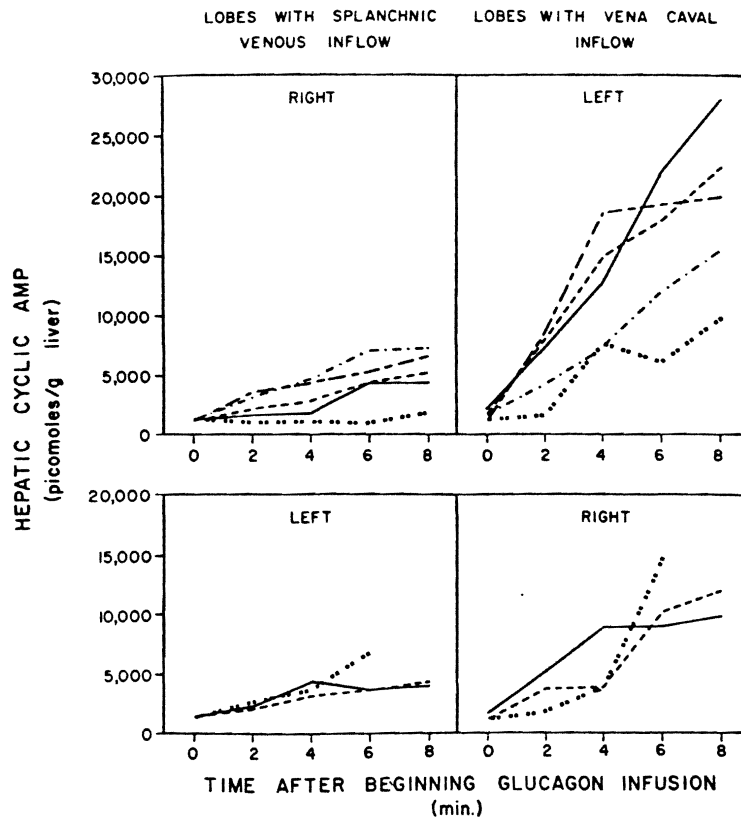 LOBES WITH SPLANCHNIC
VENOUS INFLOW
LOBES WITH VENA CAVAL
INFLOW
HEPATIC CYCLIC AMP
(picomoles/g liver)
30,000
25,000
20,000
15,000
10,000
5,000
0
RIGHT
0 2 4 6 8
LEFT
0 2 4 6 8
20,000
15,000
10,000
5,000
0
LEFT
0 2 4 6 8
RIGHT
0 2 4 6 8
TIME AFTER BEGINNING GLUCAGON INFUSION
(min.)